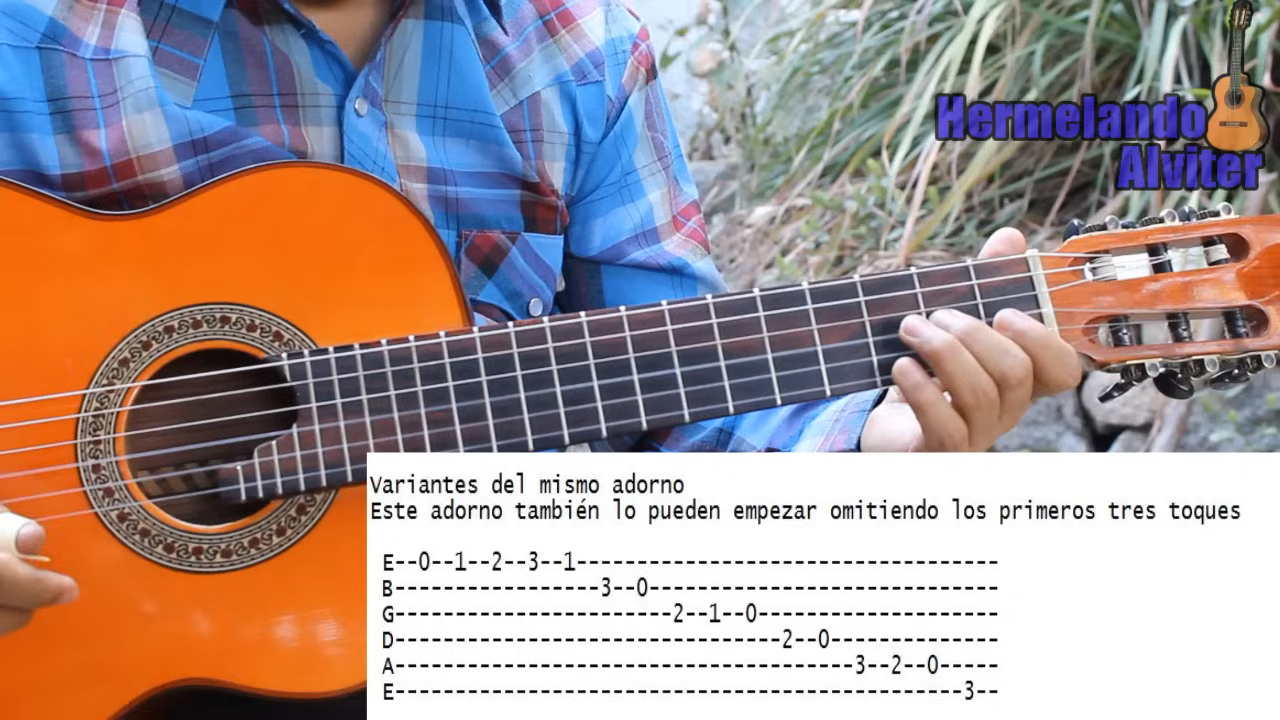 Hermelando
Alviter
Variantes del mismo adorno
Este adorno también lo pueden empezar omitiendo los primeros tres toques
E--0--1--2--3--1-----------------------------------
B-----------------3--0-----------------------------
G-----------------------2--1--0--------------------
D--------------------------------2--0--------------
A--------------------------------------3--2--0-----
E-----------------------------------------------3--